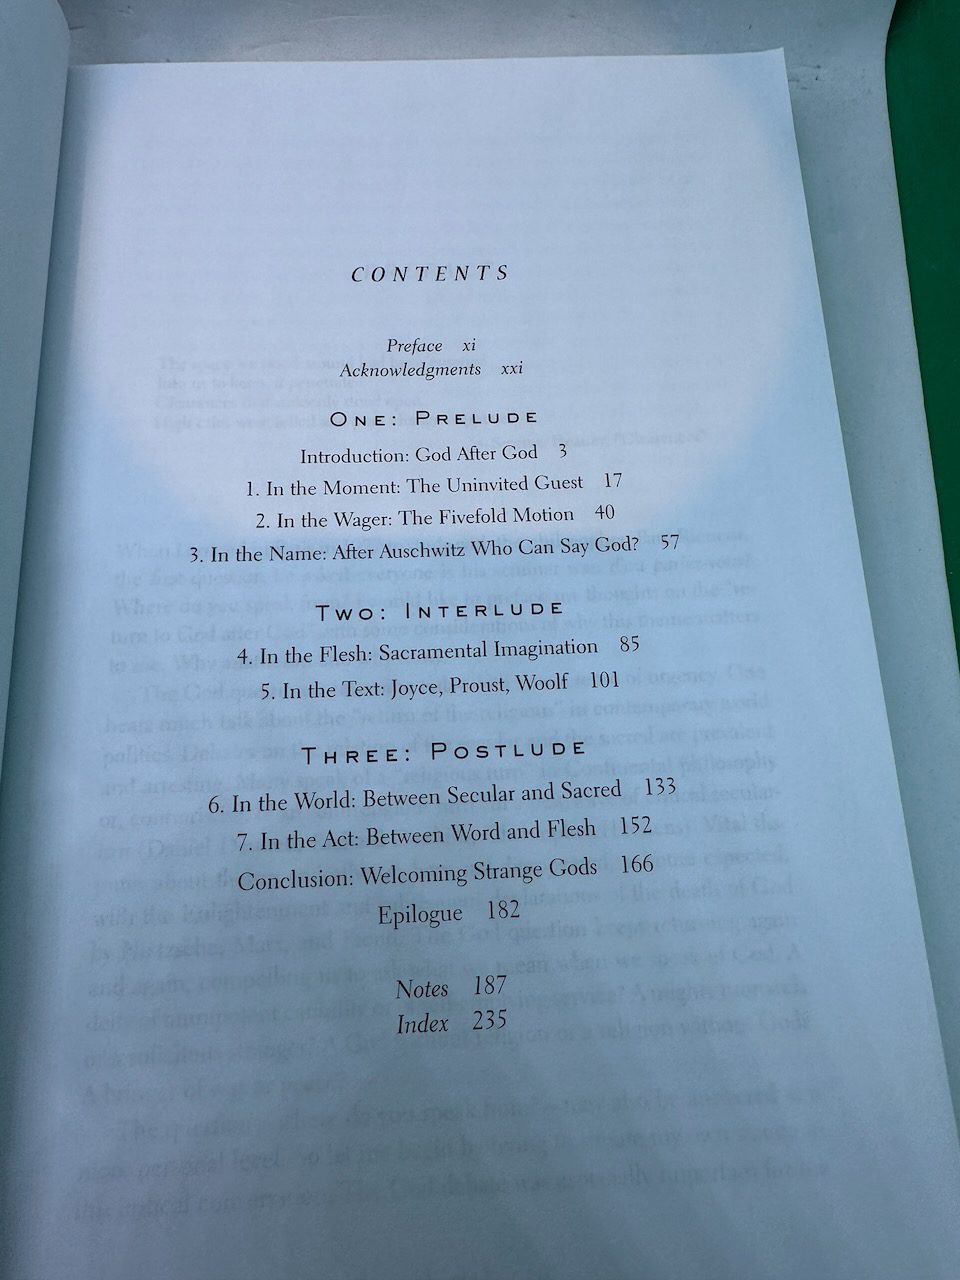 CONTENTS
Preface xi
Acknowledgments xxi
ONE: PRELUDE
Introduction: God After God 3
1. In the Moment: The Uninvited Guest 17
2. In the Wager: The Fivefold Motion 40
3. In the Name: After Auschwitz Who Can Say God? 57
TWO: INTERLUDE
4. In the Flesh: Sacramental Imagination 85
5. In the Text: Joyce, Proust, Woolf 101
THREE: POSTLUDE
6. In the World: Between Secular and Sacred 133
7. In the Act: Between Word and Flesh 152
Conclusion: Welcoming Strange Gods 166
Epilogue 182
Notes 187
Index 235